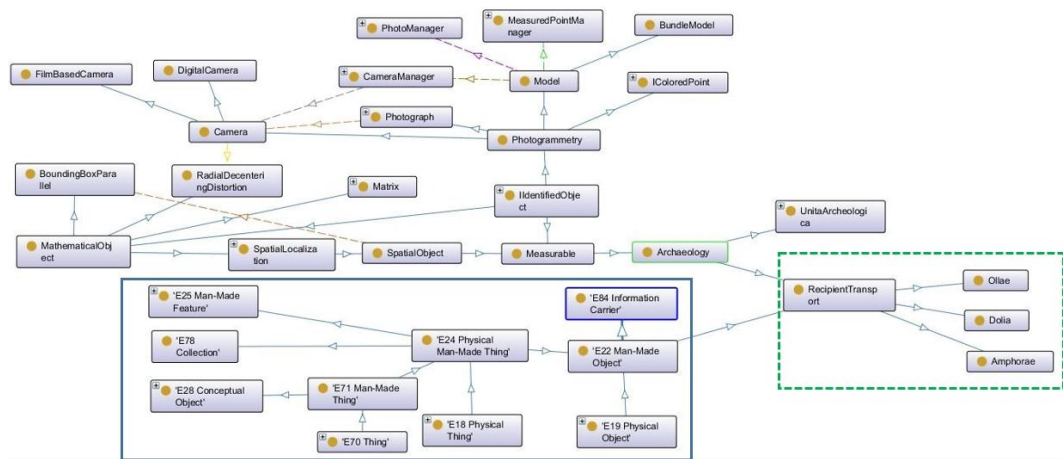 PhotoManager
MeasuredPointMa
nager
BundleModel
FilmBasedCamera
DigitalCamera
CameraManager
Model
IColoredPoint
Photograph
Camera
Photogrammetry
BoundingBoxPara
llel
RadialDecenteri
ngDistortion
Matrix
IIdentifiedObje
ct
UnitaArcheologi
ca
MathematicalObj
ect
SpatialLocaliza
tion
SpatialObject
Measurable
Archaeology
RecipientTransp
ort
Ollae
Dolia
Amphorae
'E25 Man-Made
Feature'
'E84 Information
Carrier'
'E78
Collection'
'E24 Physical
Man-Made Thing'
'E22 Man-Made
Object'
'E28 Conceptual
Object'
'E71 Man-Made
Thing'
'E70 Thing'
'E18 Physical
Thing'
'E19 Physical
Object'